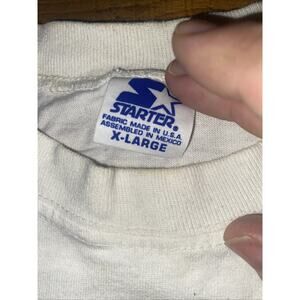 STARTER®
FABRIC MADE IN U.S.A.
ASSEMBLED IN MEXICO
X-LARGE